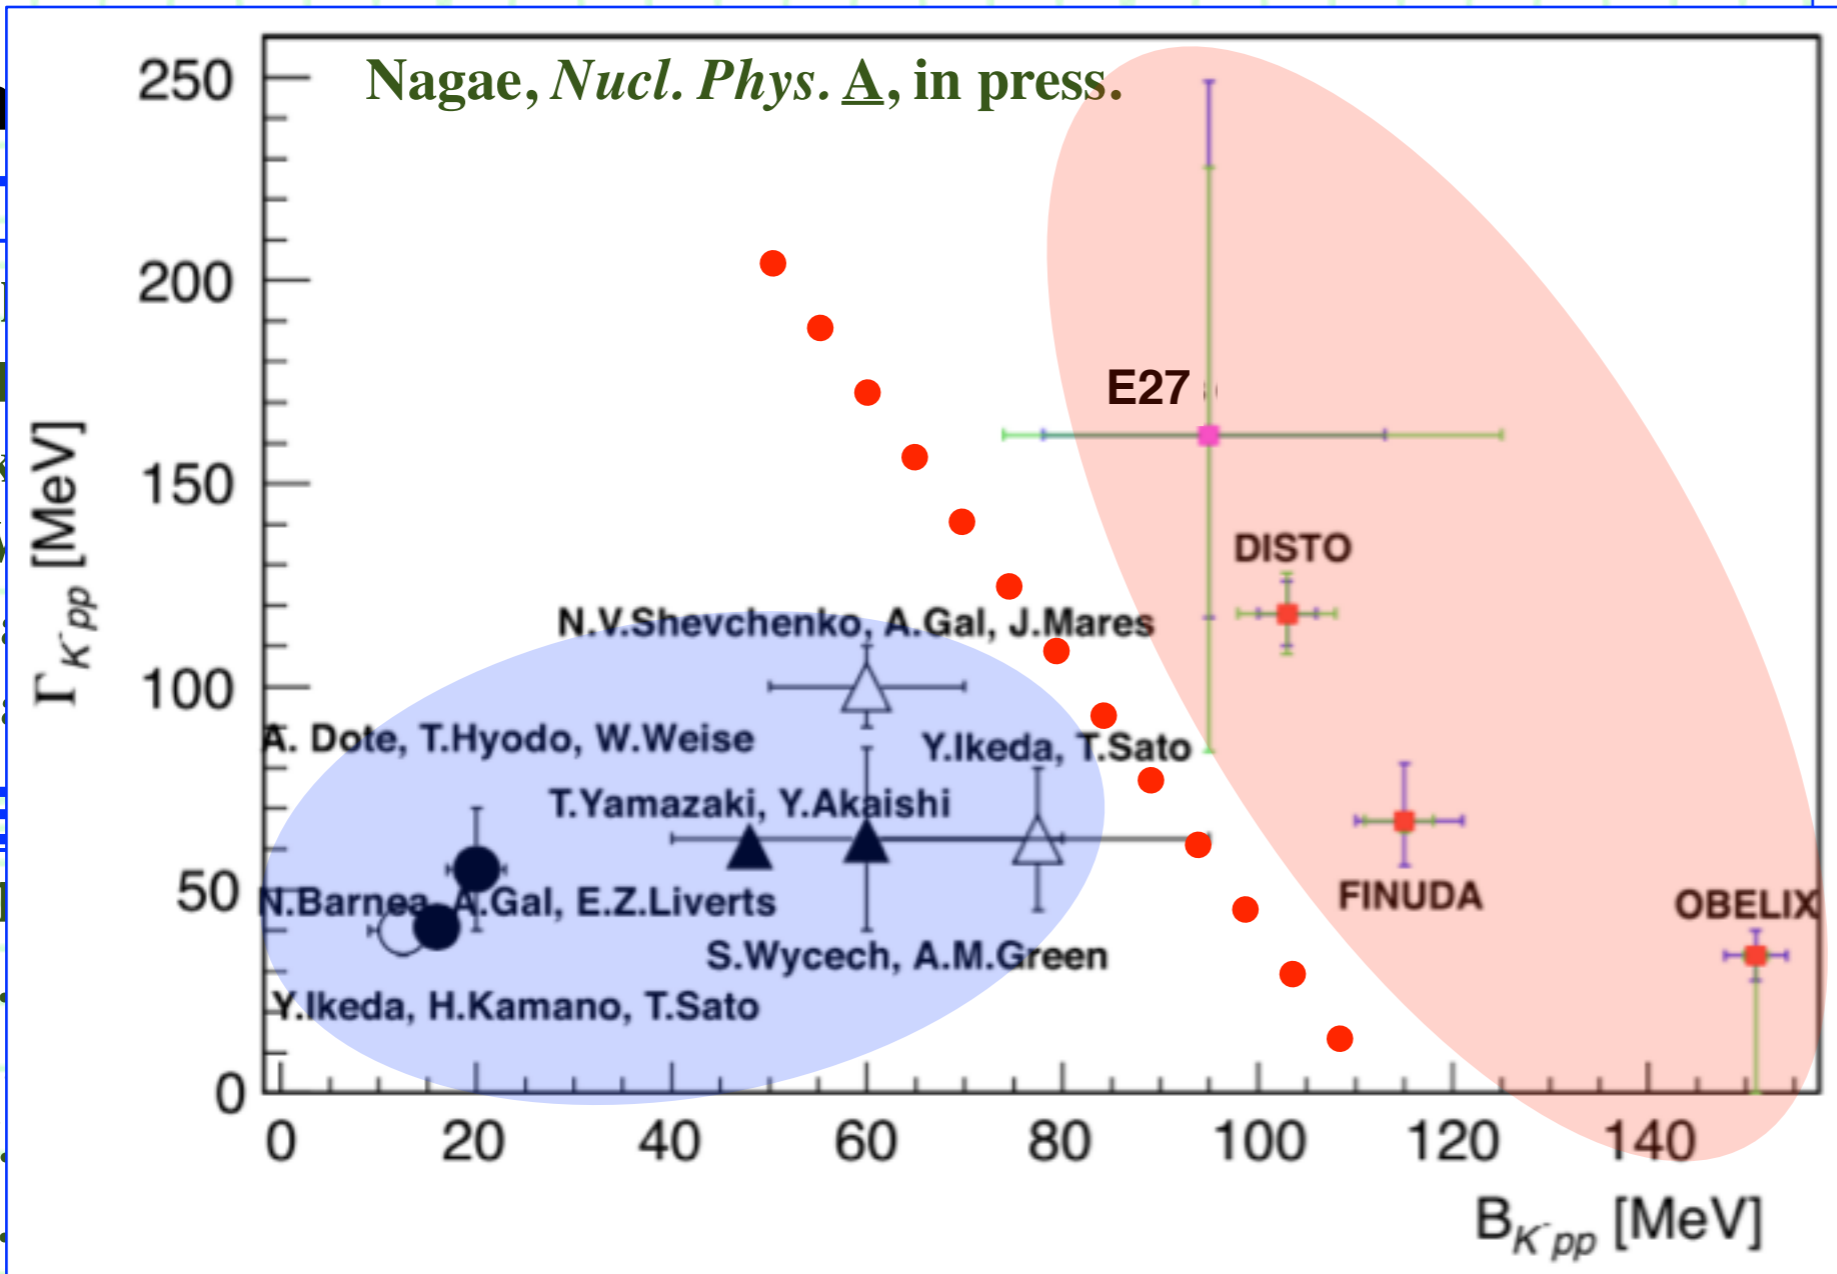 Nagae, Nucl. Phys. A, in press.
250
200
150
100
50
0
Γ K⁻pp [MeV]
E27
DISTO
N.V.Shevchenko, A.Gal, J.Mares
A. Dote, T.Hyodo, W.Weise
Y.Ikeda, T.Sato
T.Yamazaki, Y.Akaishi
FINUDA
N.Barnea, A.Gal, E.Z.Liverts
OBELIX
S.Wycech, A.M.Green
Y.Ikeda, H.Kamano, T.Sato
0 20 40 60 80 100 120 140
B K⁻pp [MeV]